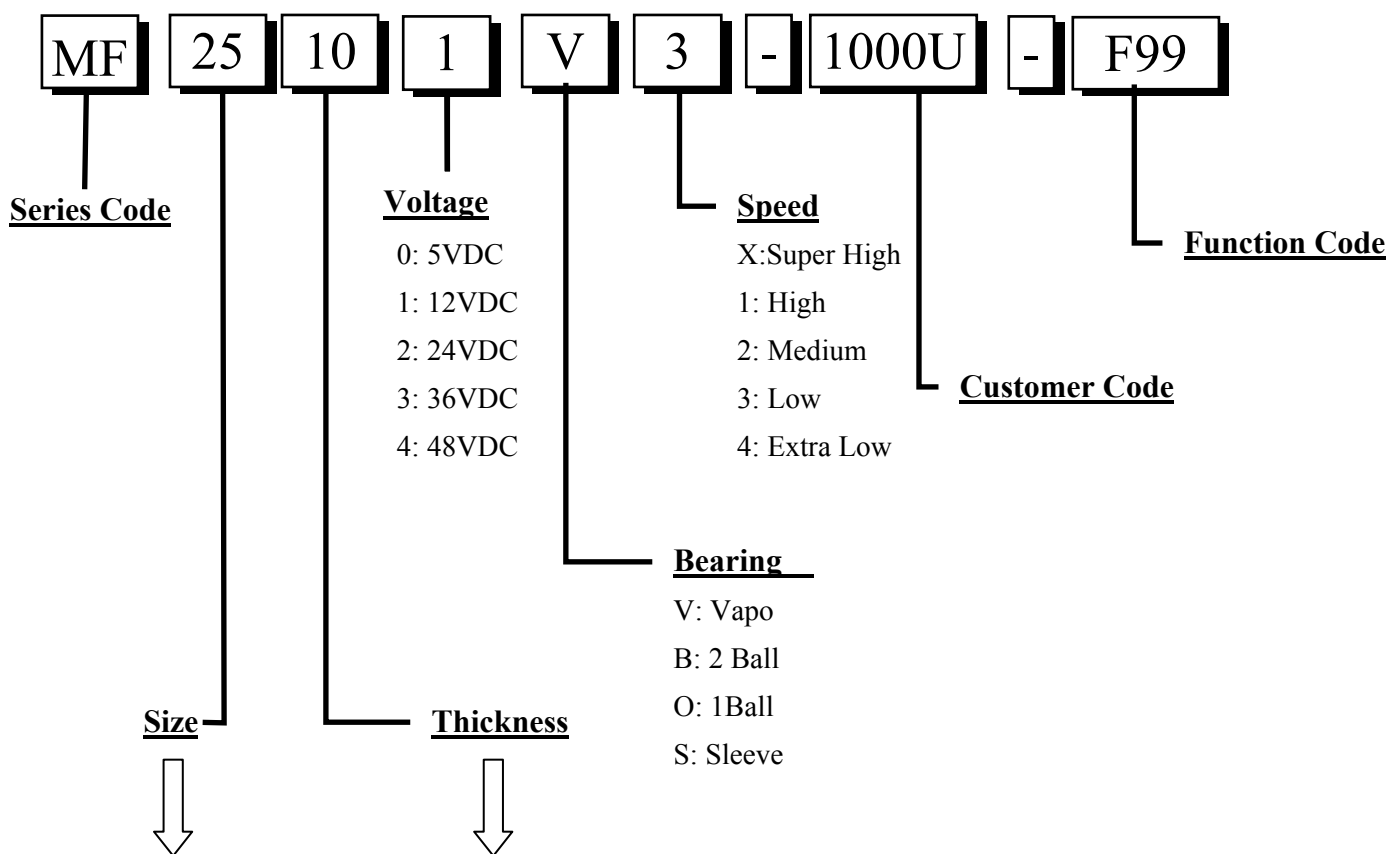 MF 25 10 1 V 3 - 1000U - F99
Series Code
Voltage
0: 5VDC
1: 12VDC
2: 24VDC
3: 36VDC
4: 48VDC
Speed
X:Super High
1: High
2: Medium
3: Low
4: Extra Low
Function Code
Customer Code
Bearing
V: Vapo
B: 2 Ball
O: 1Ball
S: Sleeve
Size
Thickness